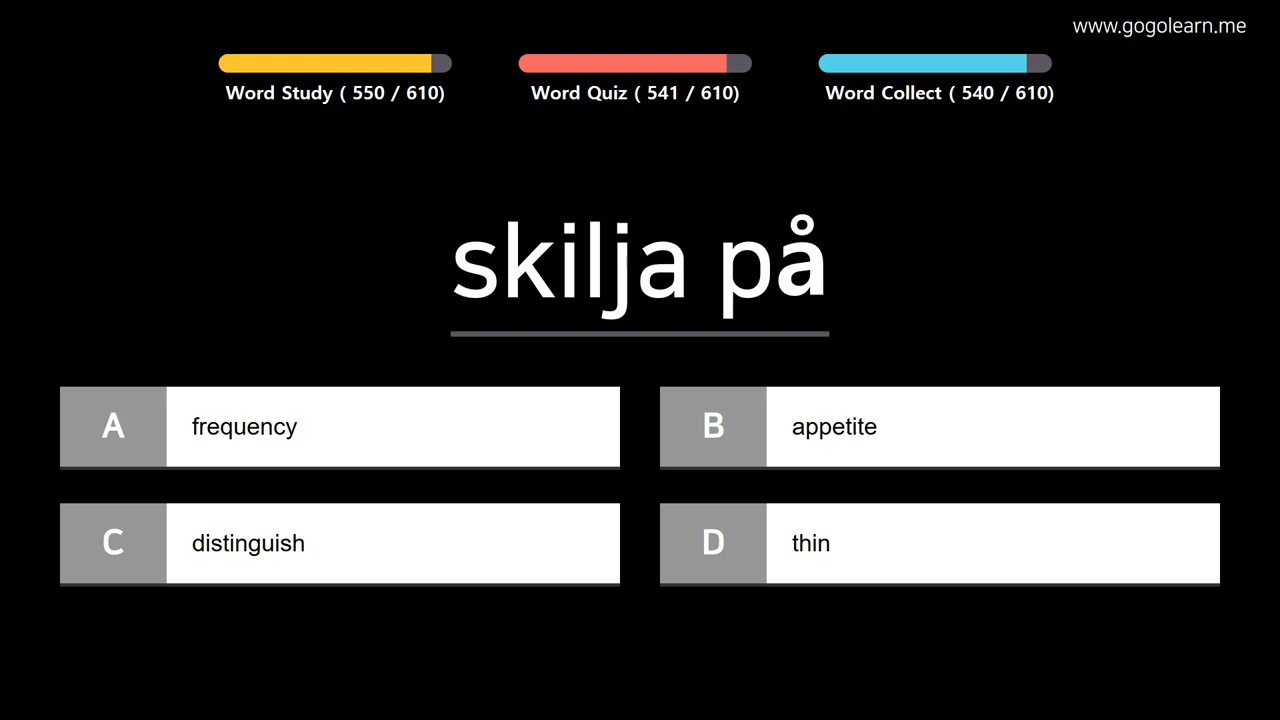 www.gogolearn.me
Word Study ( 550 / 610)
Word Quiz ( 541 / 610)
Word Collect ( 540 / 610)
skilja på
A frequency
B appetite
C distinguish
D thin